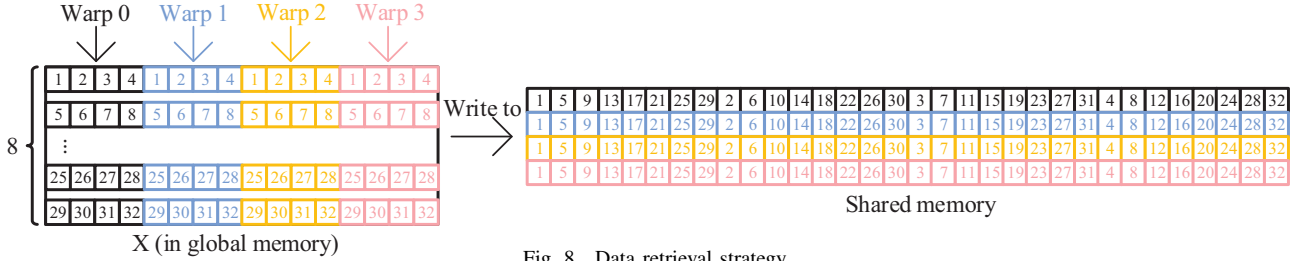 Warp 0 Warp 1 Warp 2 Warp 3
1 2 3 4 1 2 3 4 1 2 3 4 1 2 3 4
5 6 7 8 5 6 7 8 5 6 7 8 5 6 7 8
8 ⋮
25 26 27 28 25 26 27 28 25 26 27 28 25 26 27 28
29 30 31 32 29 30 31 32 29 30 31 32 29 30 31 32
X (in global memory)
Write to
1 5 9 13 17 21 25 29 2 6 10 14 18 22 26 30 3 7 11 15 19 23 27 31 4 8 12 16 20 24 28 32
1 5 9 13 17 21 25 29 2 6 10 14 18 22 26 30 3 7 11 15 19 23 27 31 4 8 12 16 20 24 28 32
1 5 9 13 17 21 25 29 2 6 10 14 18 22 26 30 3 7 11 15 19 23 27 31 4 8 12 16 20 24 28 32
1 5 9 13 17 21 25 29 2 6 10 14 18 22 26 30 3 7 11 15 19 23 27 31 4 8 12 16 20 24 28 32
Shared memory
Fig. 8 Data retrieval strategy